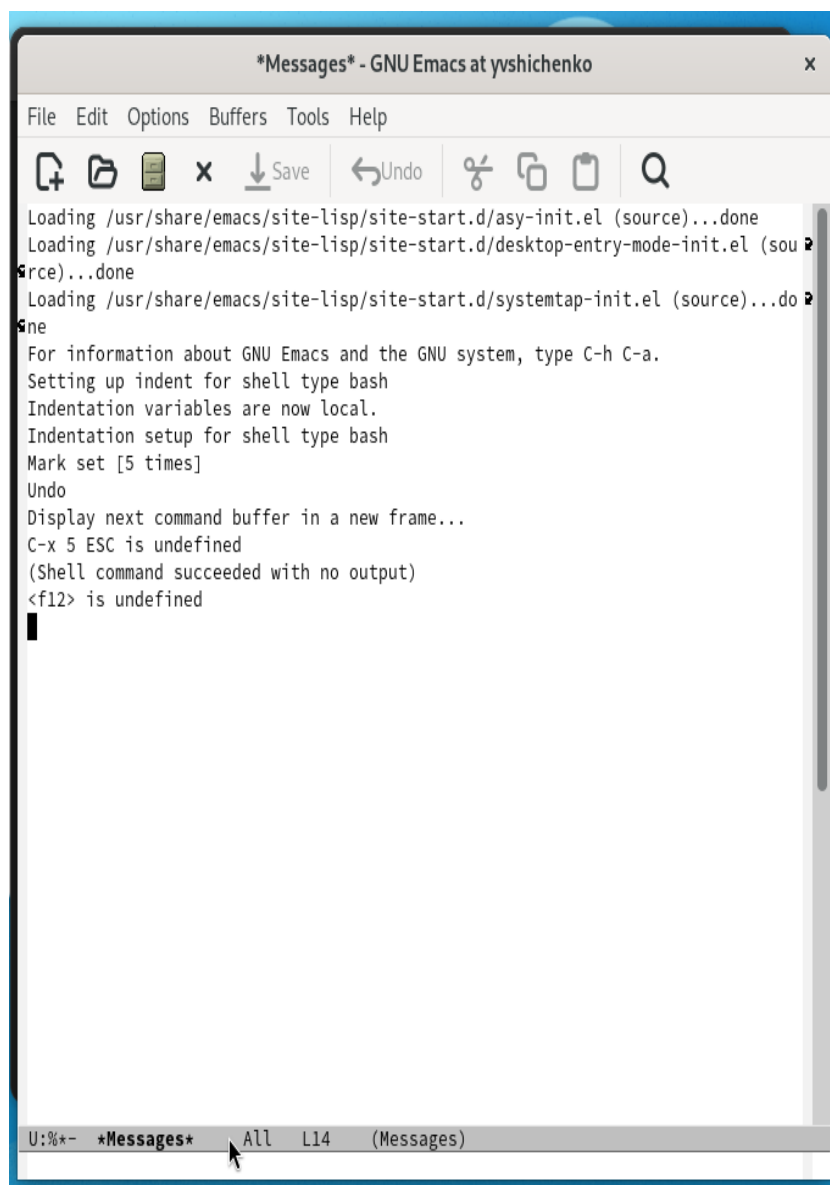 *Messages* - GNU Emacs at yvshichenko
File Edit Options Buffers Tools Help
Save Undo
Loading /usr/share/emacs/site-lisp/site-start.d/asy-init.el (source)...done
Loading /usr/share/emacs/site-lisp/site-start.d/desktop-entry-mode-init.el (sou
rce)...done
Loading /usr/share/emacs/site-lisp/site-start.d/systemtap-init.el (source)...do
ne
For information about GNU Emacs and the GNU system, type C-h C-a.
Setting up indent for shell type bash
Indentation variables are now local.
Indentation setup for shell type bash
Mark set [5 times]
Undo
Display next command buffer in a new frame...
C-x 5 ESC is undefined
(Shell command succeeded with no output)
<f12> is undefined
U:%*- *Messages* All L14 (Messages)